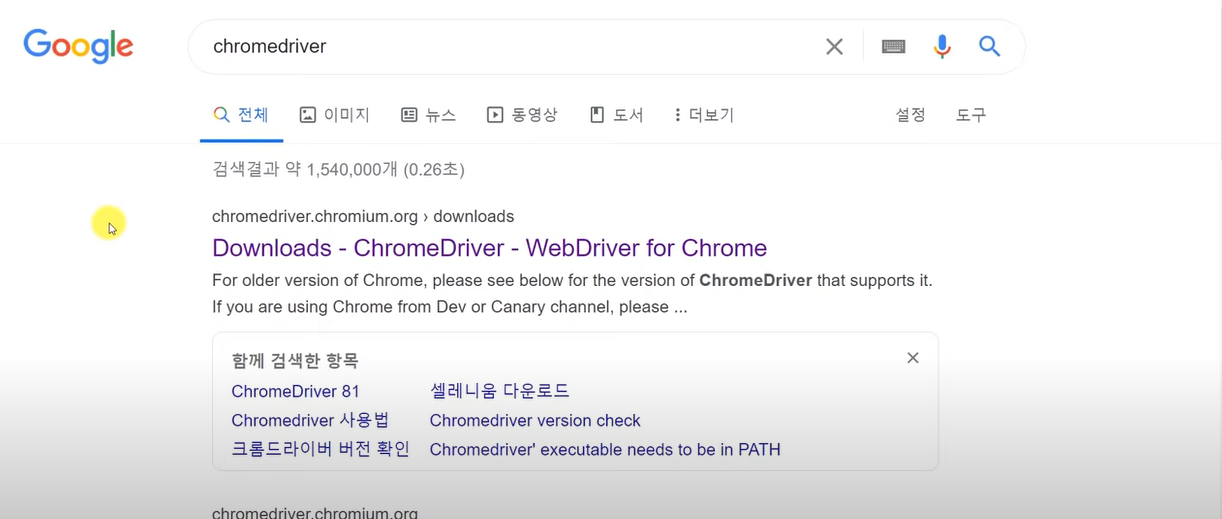 Google
chromedriver
전체 이미지 뉴스 동영상 도서 더보기 설정 도구
검색결과 약 1,540,000개 (0.26초)
chromedriver.chromium.org › downloads
Downloads - ChromeDriver - WebDriver for Chrome
For older version of Chrome, please see below for the version of ChromeDriver that supports it.
If you are using Chrome from Dev or Canary channel, please ...
함께 검색한 항목
ChromeDriver 81 셀레니움 다운로드
Chromedriver 사용법 Chromedriver version check
크롬드라이버 버전 확인 Chromedriver' executable needs to be in PATH
chromedriver.chromium.org